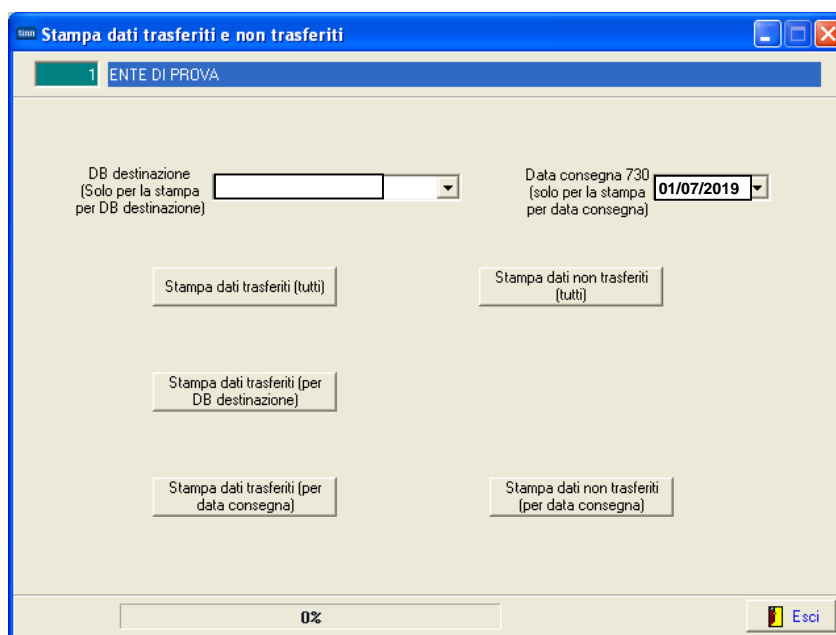 tinn Stampa dati trasferiti e non trasferiti
1 ENTE DI PROVA
DB destinazione
(Solo per la stampa
per DB destinazione)
Data consegna 730
(solo per la stampa
per data consegna)
01/07/2019
Stampa dati trasferiti (tutti)
Stampa dati non trasferiti
(tutti)
Stampa dati trasferiti (per
DB destinazione)
Stampa dati trasferiti (per
data consegna)
Stampa dati non trasferiti
(per data consegna)
0%
Esci